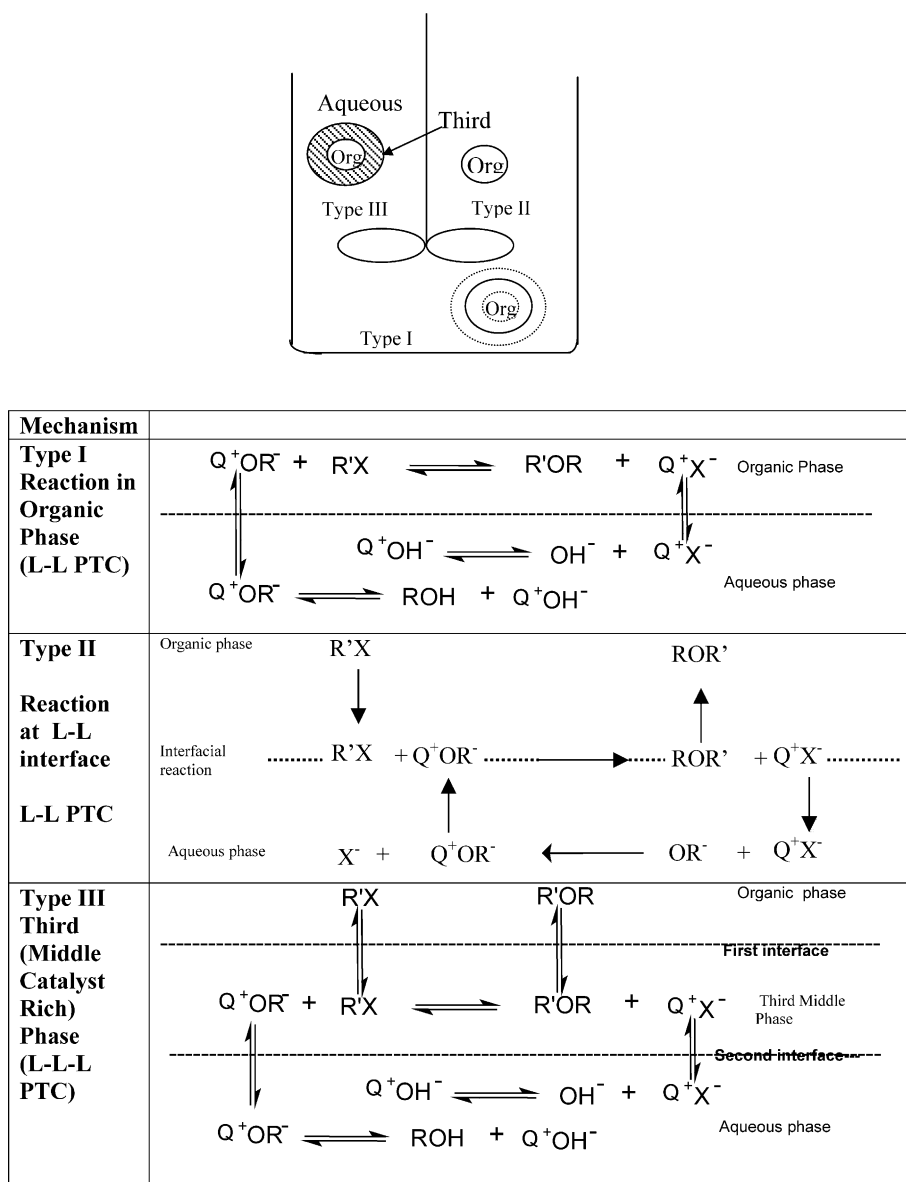 Aqueous
Third
Org
Org
Type III
Type II
Org
Type I
Mechanism
Type I
Reaction in
Organic
Phase
(L-L PTC)
Q⁺OR⁻ + R'X ⇌ R'OR + Q⁺X⁻ Organic Phase
Q⁺OH⁻ ⇌ OH⁻ + Q⁺X⁻
Aqueous phase
Q⁺OR⁻ ⇌ ROH + Q⁺OH⁻
Type II
Reaction
at L-L
interface
L-L PTC
Organic phase R’X ROR’
Interfacial
reaction
R’X + Q⁺OR⁻ → ROR’ + Q⁺X⁻
Aqueous phase X⁻ + Q⁺OR⁻ ← OR⁻ + Q⁺X⁻
Type III
Third
(Middle
Catalyst
Rich)
Phase
(L-L-L
PTC)
R'X R'OR Organic phase
First interface
Q⁺OR⁻ + R'X ⇌ R'OR + Q⁺X⁻ Third Middle
Phase
Second interface---
Q⁺OH⁻ ⇌ OH⁻ + Q⁺X⁻
Aqueous phase
Q⁺OR⁻ ⇌ ROH + Q⁺OH⁻